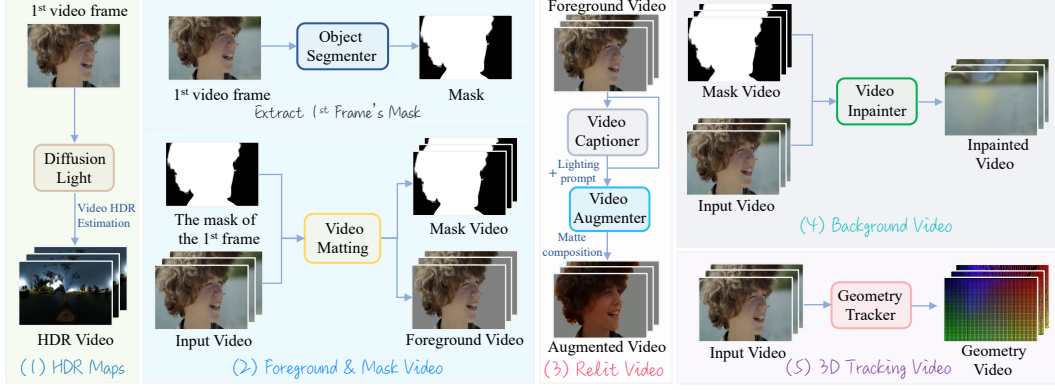 1st video frame
Diffusion
Light
Video HDR
Estimation
HDR Video
(1) HDR Maps
1st video frame
Object
Segmenter
Mask
Extract 1st Frame's Mask
The mask of
the 1st frame
Input Video
Video
Matting
Mask Video
Foreground Video
(2) Foreground & Mask Video
Foreground Video
Video
Captioner
+ Lighting
prompt
Video
Augmenter
Matte
composition
Augmented Video
(3) Relit Video
Mask Video
Input Video
Video
Inpainter
Inpainted
Video
(4) Background Video
Input Video
Geometry
Tracker
Geometry
Video
(5) 3D Tracking Video